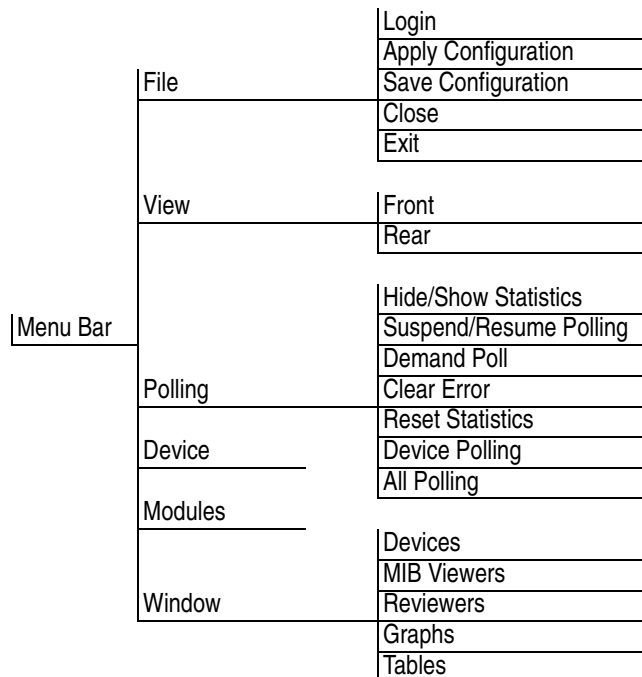 Login
Apply Configuration
File
Save Configuration
Close
Exit
View
Front
Rear
Hide/Show Statistics
Menu Bar
Suspend/Resume Polling
Demand Poll
Polling
Clear Error
Reset Statistics
Device
Device Polling
All Polling
Modules
Devices
MIB Viewers
Window
Reviewers
Graphs
Tables